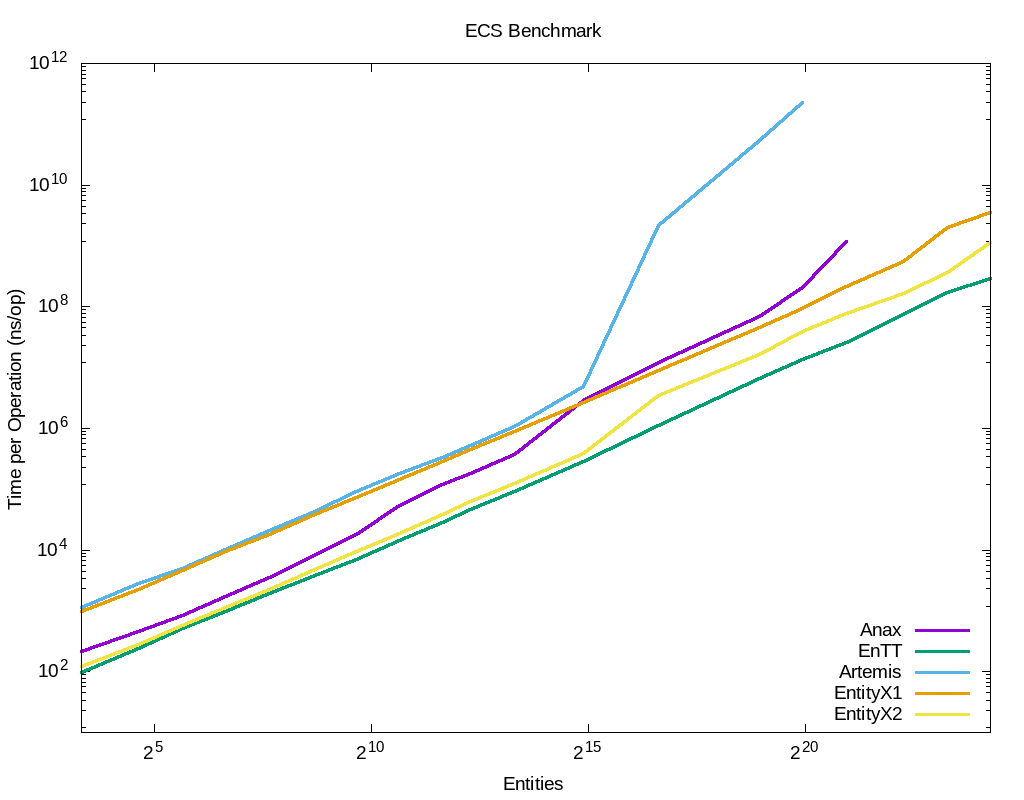 ECS Benchmark
10^12
10^10
10^8
10^6
10^4
10^2
Time per Operation (ns/op)
Anax
EnTT
Artemis
EntityX1
EntityX2
2^5 2^10 2^15 2^20
Entities